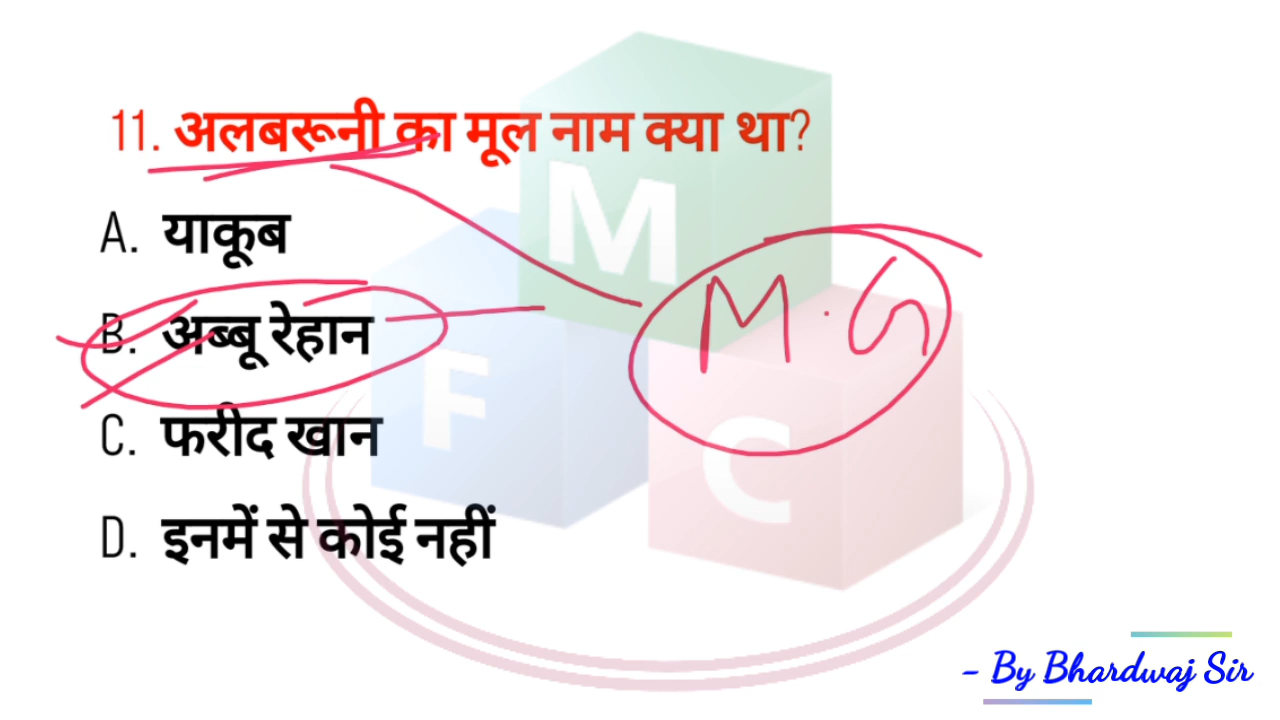 11. अलबरूनी का मूल नाम क्या था?
A. याकूब
B. अब्बू रेहान
C. फरीद खान
D. इनमें से कोई नहीं
M
F
C
M. G
- By Bhardwaj Sir